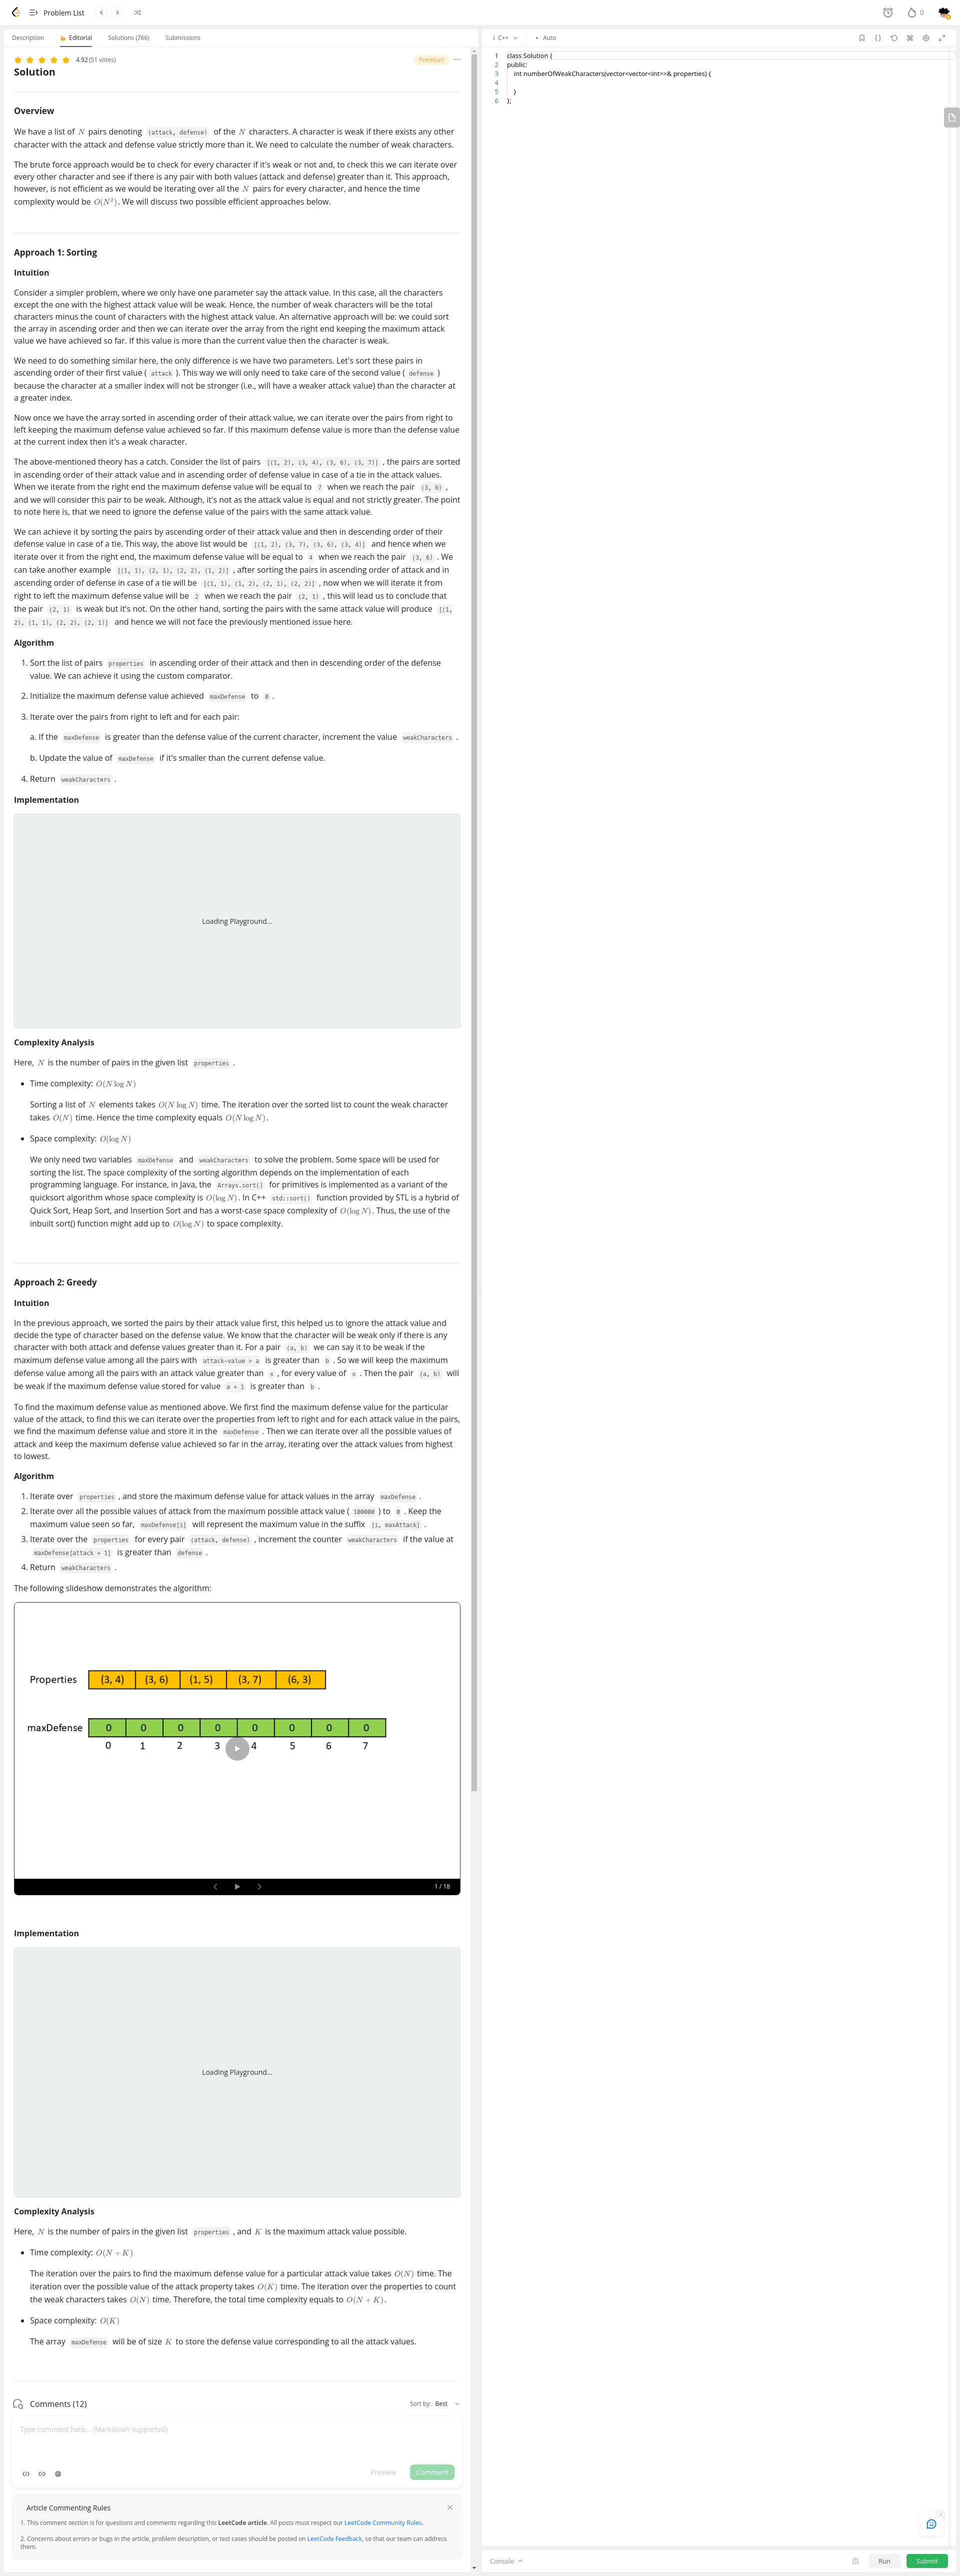 Problem List
0
Description
Editorial
Solutions (766)
Submissions
C++
Auto
4.92 (51 votes)
Premium
Solution
1 class Solution {
2 public:
3 int numberOfWeakCharacters(vector<vector<int>>& properties) {
4
5 }
6 };
Overview
We have a list of N pairs denoting (attack, defense) of the N characters. A character is weak if there exists any other
character with the attack and defense value strictly more than it. We need to calculate the number of weak characters.
The brute force approach would be to check for every character if it's weak or not and, to check this we can iterate over
every other character and see if there is any pair with both values (attack and defense) greater than it. This approach,
however, is not efficient as we would be iterating over all the N pairs for every character, and hence the time
complexity would be O(N²). We will discuss two possible efficient approaches below.
Approach 1: Sorting
Intuition
Consider a simpler problem, where we only have one parameter say the attack value. In this case, all the characters
except the one with the highest attack value will be weak. Hence, the number of weak characters will be the total
characters minus the count of characters with the highest attack value. An alternative approach will be: we could sort
the array in ascending order and then we can iterate over the array from the right end keeping the maximum attack
value we have achieved so far. If this value is more than the current value then the character is weak.
We need to do something similar here, the only difference is we have two parameters. Let's sort these pairs in
ascending order of their first value ( attack ). This way we will only need to take care of the second value ( defense )
because the character at a smaller index will not be stronger (i.e., will have a weaker attack value) than the character at
a greater index.
Now once we have the array sorted in ascending order of their attack value, we can iterate over the pairs from right to
left keeping the maximum defense value achieved so far. If this maximum defense value is more than the defense value
at the current index then it's a weak character.
The above-mentioned theory has a catch. Consider the list of pairs [(1, 2), (3, 4), (3, 6), (3, 7)] , the pairs are sorted
in ascending order of their attack value and in ascending order of defense value in case of a tie in the attack values.
When we iterate from the right end the maximum defense value will be equal to 7 when we reach the pair (3, 6) ,
and we will consider this pair to be weak. Although, it's not as the attack value is equal and not strictly greater. The point
to note here is, that we need to ignore the defense value of the pairs with the same attack value.
We can achieve it by sorting the pairs by ascending order of their attack value and then in descending order of their
defense value in case of a tie. This way, the above list would be [(1, 2), (3, 7), (3, 6), (3, 4)] and hence when we
iterate over it from the right end, the maximum defense value will be equal to 4 when we reach the pair (3, 6) . We
can take another example [(1, 1), (2, 1), (2, 2), (1, 2)] , after sorting the pairs in ascending order of attack and in
ascending order of defense in case of a tie will be [(1, 1), (1, 2), (2, 1), (2, 2)] , now when we will iterate it from
right to left the maximum defense value will be 2 when we reach the pair (2, 1) , this will lead us to conclude that
the pair (2, 1) is weak but it's not. On the other hand, sorting the pairs with the same attack value will produce [(1,
2), (1, 1), (2, 2), (2, 1)] and hence we will not face the previously mentioned issue here.
Algorithm
1. Sort the list of pairs properties in ascending order of their attack and then in descending order of the defense
value. We can achieve it using the custom comparator.
2. Initialize the maximum defense value achieved maxDefense to 0 .
3. Iterate over the pairs from right to left and for each pair:
a. If the maxDefense is greater than the defense value of the current character, increment the value weakCharacters .
b. Update the value of maxDefense if it's smaller than the current defense value.
4. Return weakCharacters .
Implementation
Loading Playground...
Complexity Analysis
Here, N is the number of pairs in the given list properties .
• Time complexity: O(N log N)
Sorting a list of N elements takes O(N log N) time. The iteration over the sorted list to count the weak character
takes O(N) time. Hence the time complexity equals O(N log N).
• Space complexity: O(log N)
We only need two variables maxDefense and weakCharacters to solve the problem. Some space will be used for
sorting the list. The space complexity of the sorting algorithm depends on the implementation of each
programming language. For instance, in Java, the Arrays.sort() for primitives is implemented as a variant of the
quicksort algorithm whose space complexity is O(log N). In C++ std::sort() function provided by STL is a hybrid of
Quick Sort, Heap Sort, and Insertion Sort and has a worst-case space complexity of O(log N). Thus, the use of the
inbuilt sort() function might add up to O(log N) to space complexity.
Approach 2: Greedy
Intuition
In the previous approach, we sorted the pairs by their attack value first, this helped us to ignore the attack value and
decide the type of character based on the defense value. We know that the character will be weak only if there is any
character with both attack and defense values greater than it. For a pair (a, b) we can say it to be weak if the
maximum defense value among all the pairs with attack-value > a is greater than b . So we will keep the maximum
defense value among all the pairs with an attack value greater than x , for every value of x . Then the pair (a, b) will
be weak if the maximum defense value stored for value a + 1 is greater than b .
To find the maximum defense value as mentioned above. We first find the maximum defense value for the particular
value of the attack, to find this we can iterate over the properties from left to right and for each attack value in the pairs,
we find the maximum defense value and store it in the maxDefense . Then we can iterate over all the possible values of
attack and keep the maximum defense value achieved so far in the array, iterating over the attack values from highest
to lowest.
Algorithm
1. Iterate over properties , and store the maximum defense value for attack values in the array maxDefense .
2. Iterate over all the possible values of attack from the maximum possible attack value ( 100000 ) to 0 . Keep the
maximum value seen so far, maxDefense[i] will represent the maximum value in the suffix [i, maxAttack] .
3. Iterate over the properties for every pair (attack, defense) , increment the counter weakCharacters if the value at
maxDefense[attack + 1] is greater than defense .
4. Return weakCharacters .
The following slideshow demonstrates the algorithm:
Properties (3, 4) (3, 6) (1, 5) (3, 7) (6, 3)
maxDefense 0 0 0 0 0 0 0 0
0 1 2 3 4 5 6 7
1 / 18
Implementation
Loading Playground...
Complexity Analysis
Here, N is the number of pairs in the given list properties , and K is the maximum attack value possible.
• Time complexity: O(N + K)
The iteration over the pairs to find the maximum defense value for a particular attack value takes O(N) time. The
iteration over the possible value of the attack property takes O(K) time. The iteration over the properties to count
the weak characters takes O(N) time. Therefore, the total time complexity equals to O(N + K).
• Space complexity: O(K)
The array maxDefense will be of size K to store the defense value corresponding to all the attack values.
Comments (12)
Sort by: Best
Type comment here... (Markdown supported)
Preview
Comment
Article Commenting Rules
1. This comment section is for questions and comments regarding this LeetCode article. All posts must respect our LeetCode Community Rules.
2. Concerns about errors or bugs in the article, problem description, or test cases should be posted on LeetCode Feedback, so that our team can address
them.
Console
Run
Submit